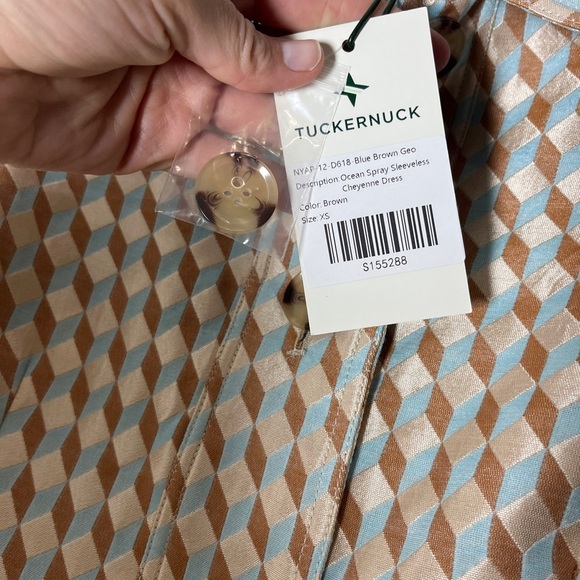 TUCKERNUCK
NYAP-12-D618-Blue Brown Geo
Description:Ocean Spray Sleeveless
Cheyenne Dress
Color: Brown
Size: XS
S155288